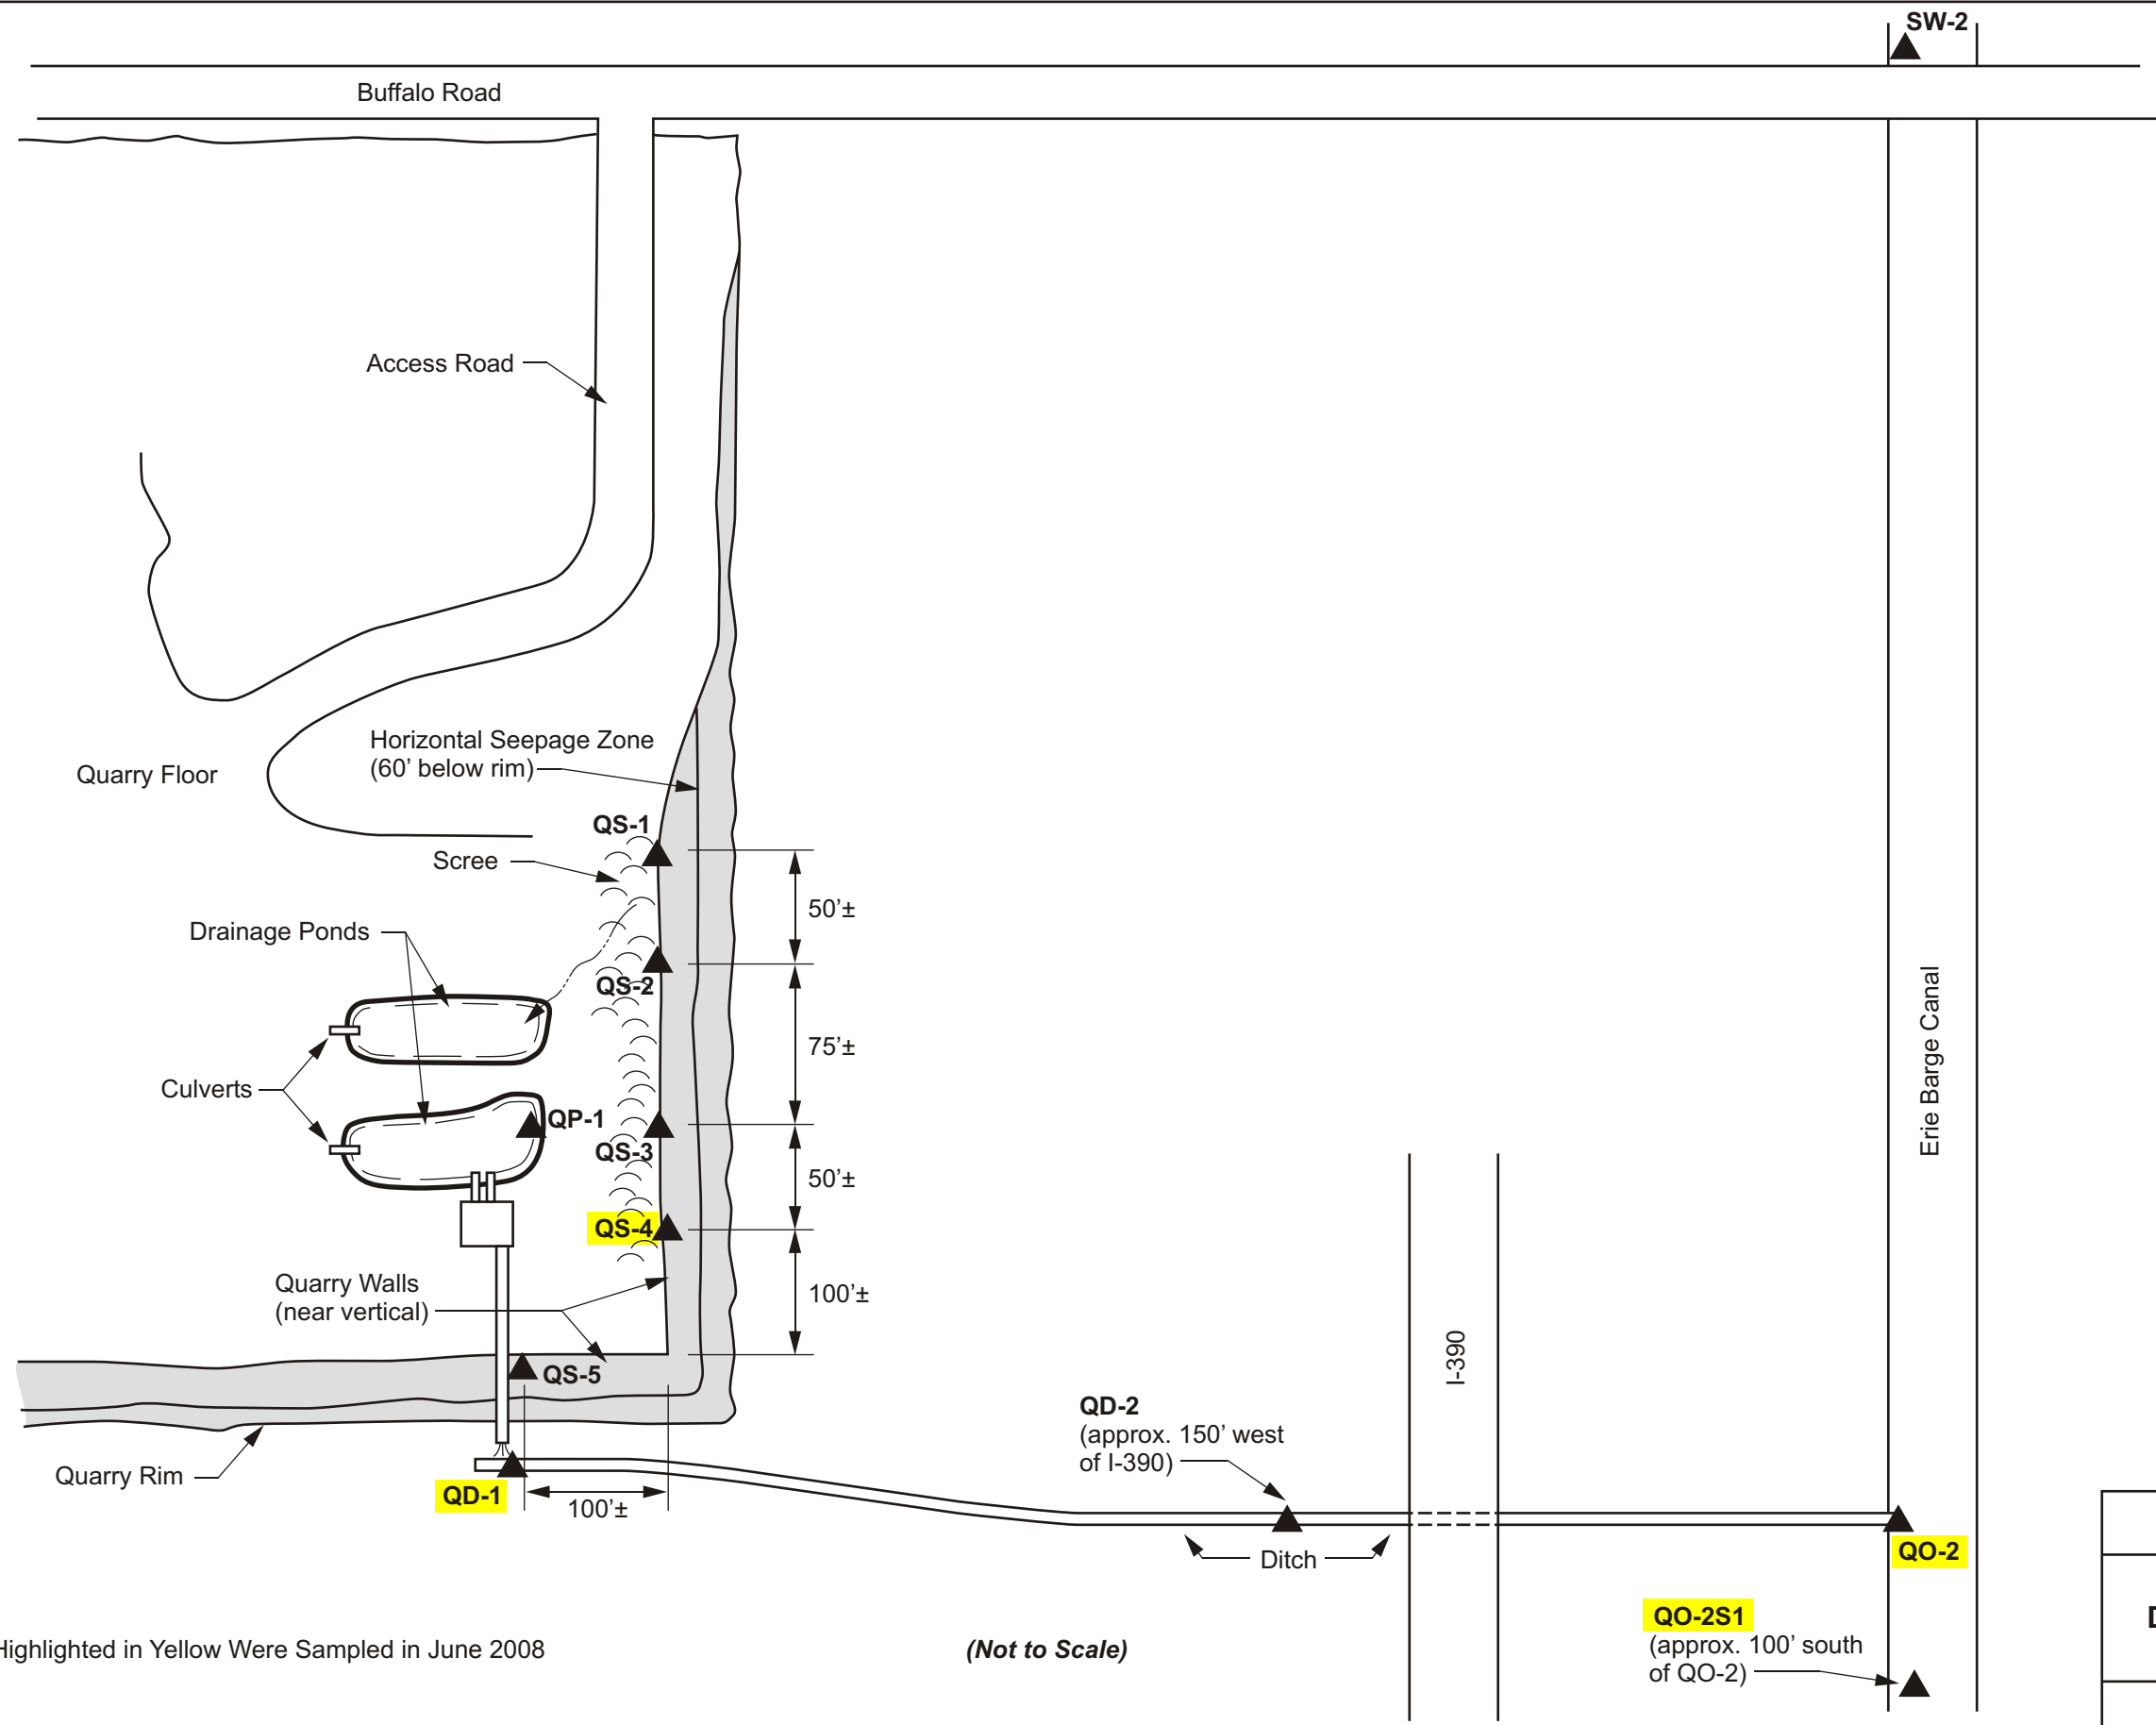 SW-2
Buffalo Road
Access Road
Horizontal Seepage Zone
(60’ below rim)
Quarry Floor
QS-1
Scree
50’±
Drainage Ponds
QS-2
75’±
Erie Barge Canal
Culverts
QP-1
QS-3
50’±
QS-4
Quarry Walls
(near vertical)
100’±
I-390
QS-5
QD-2
(approx. 150’ west
of I-390)
Quarry Rim
QD-1
100’±
Ditch
QO-2
QO-2S1
(approx. 100’ south
of QO-2)
Highlighted in Yellow Were Sampled in June 2008
(Not to Scale)